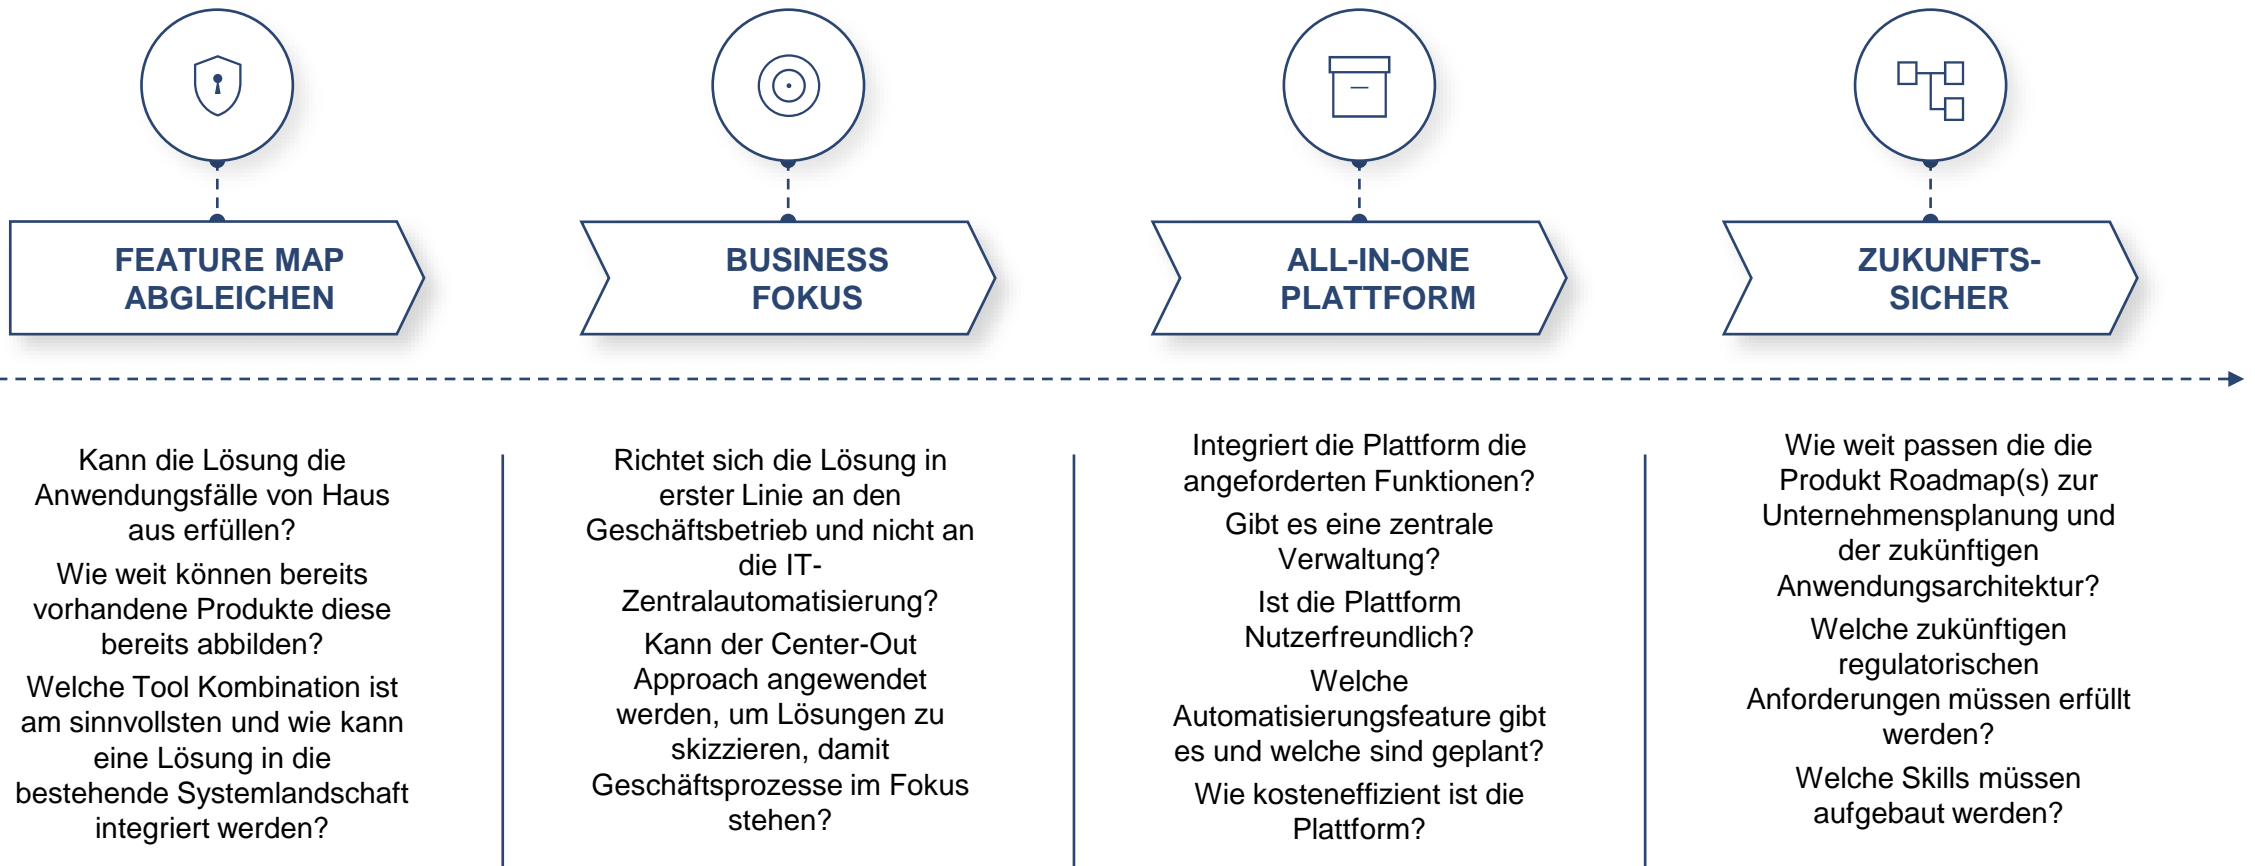 FEATURE MAP
ABGLEICHEN
BUSINESS
FOKUS
ALL-IN-ONE
PLATTFORM
ZUKUNFTS-
SICHER
Kann die Lösung die
Anwendungsfälle von Haus
aus erfüllen?
Wie weit können bereits
vorhandene Produkte diese
bereits abbilden?
Welche Tool Kombination ist
am sinnvollsten und wie kann
eine Lösung in die
bestehende Systemlandschaft
integriert werden?
Richtet sich die Lösung in
erster Linie an den
Geschäftsbetrieb und nicht an
die IT-
Zentralautomatisierung?
Kann der Center-Out
Approach angewendet
werden, um Lösungen zu
skizzieren, damit
Geschäftsprozesse im Fokus
stehen?
Integriert die Plattform die
angeforderten Funktionen?
Gibt es eine zentrale
Verwaltung?
Ist die Plattform
Nutzerfreundlich?
Welche
Automatisierungsfeature gibt
es und welche sind geplant?
Wie kosteneffizient ist die
Plattform?
Wie weit passen die die
Produkt Roadmap(s) zur
Unternehmensplanung und
der zukünftigen
Anwendungsarchitektur?
Welche zukünftigen
regulatorischen
Anforderungen müssen erfüllt
werden?
Welche Skills müssen
aufgebaut werden?